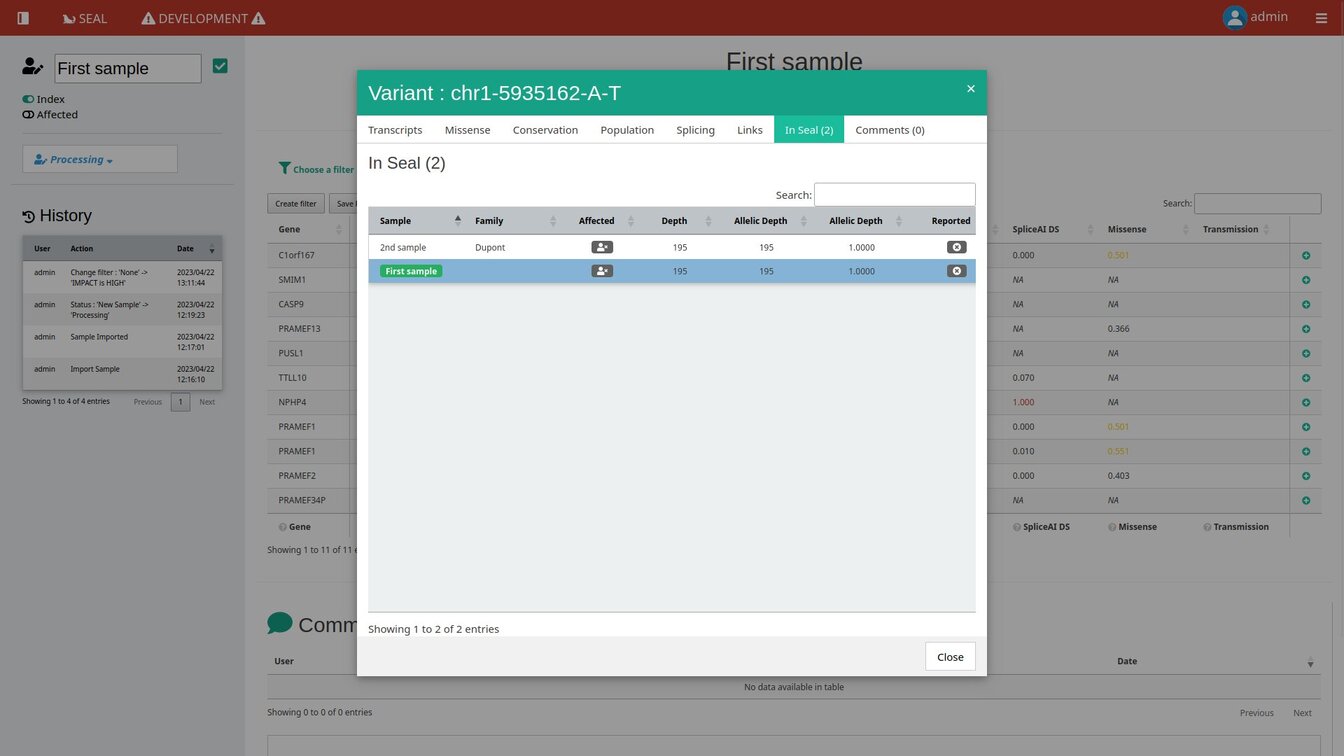 SEAL
DEVELOPMENT
admin
First sample
Index
Affected
Processing
History
User Action Date
admin Change filter : 'None' -> 2023/04/22
'IMPACT is HIGH' 13:11:44
admin Status : 'New Sample' -> 2023/04/22
'Processing' 12:19:23
admin Sample Imported 2023/04/22
12:17:01
admin Import Sample 2023/04/22
12:16:10
Showing 1 to 4 of 4 entries Previous 1 Next
First sample
Choose a filter
Create filter Save
Search:
Gene SpliceAI DS Missense Transmission
C1orf167 0.000 0.501
SMIM1 NA NA
CASP9 NA NA
PRAMEF13 NA 0.366
PUSL1 NA NA
TTLL10 0.070 NA
NPHP4 1.000 NA
PRAMEF1 0.000 0.501
PRAMEF1 0.010 0.551
PRAMEF2 0.000 0.403
PRAMEF34P NA NA
Gene SpliceAI DS Missense Transmission
Showing 1 to 11 of 11 e
Variant : chr1-5935162-A-T
×
Transcripts Missense Conservation Population Splicing Links In Seal (2) Comments (0)
In Seal (2)
Search:
Sample Family Affected Depth Allelic Depth Allelic Depth Reported
2nd sample Dupont 195 195 1.0000
First sample 195 195 1.0000
Showing 1 to 2 of 2 entries
Close
Comm
User Date
No data available in table
Showing 0 to 0 of 0 entries Previous Next